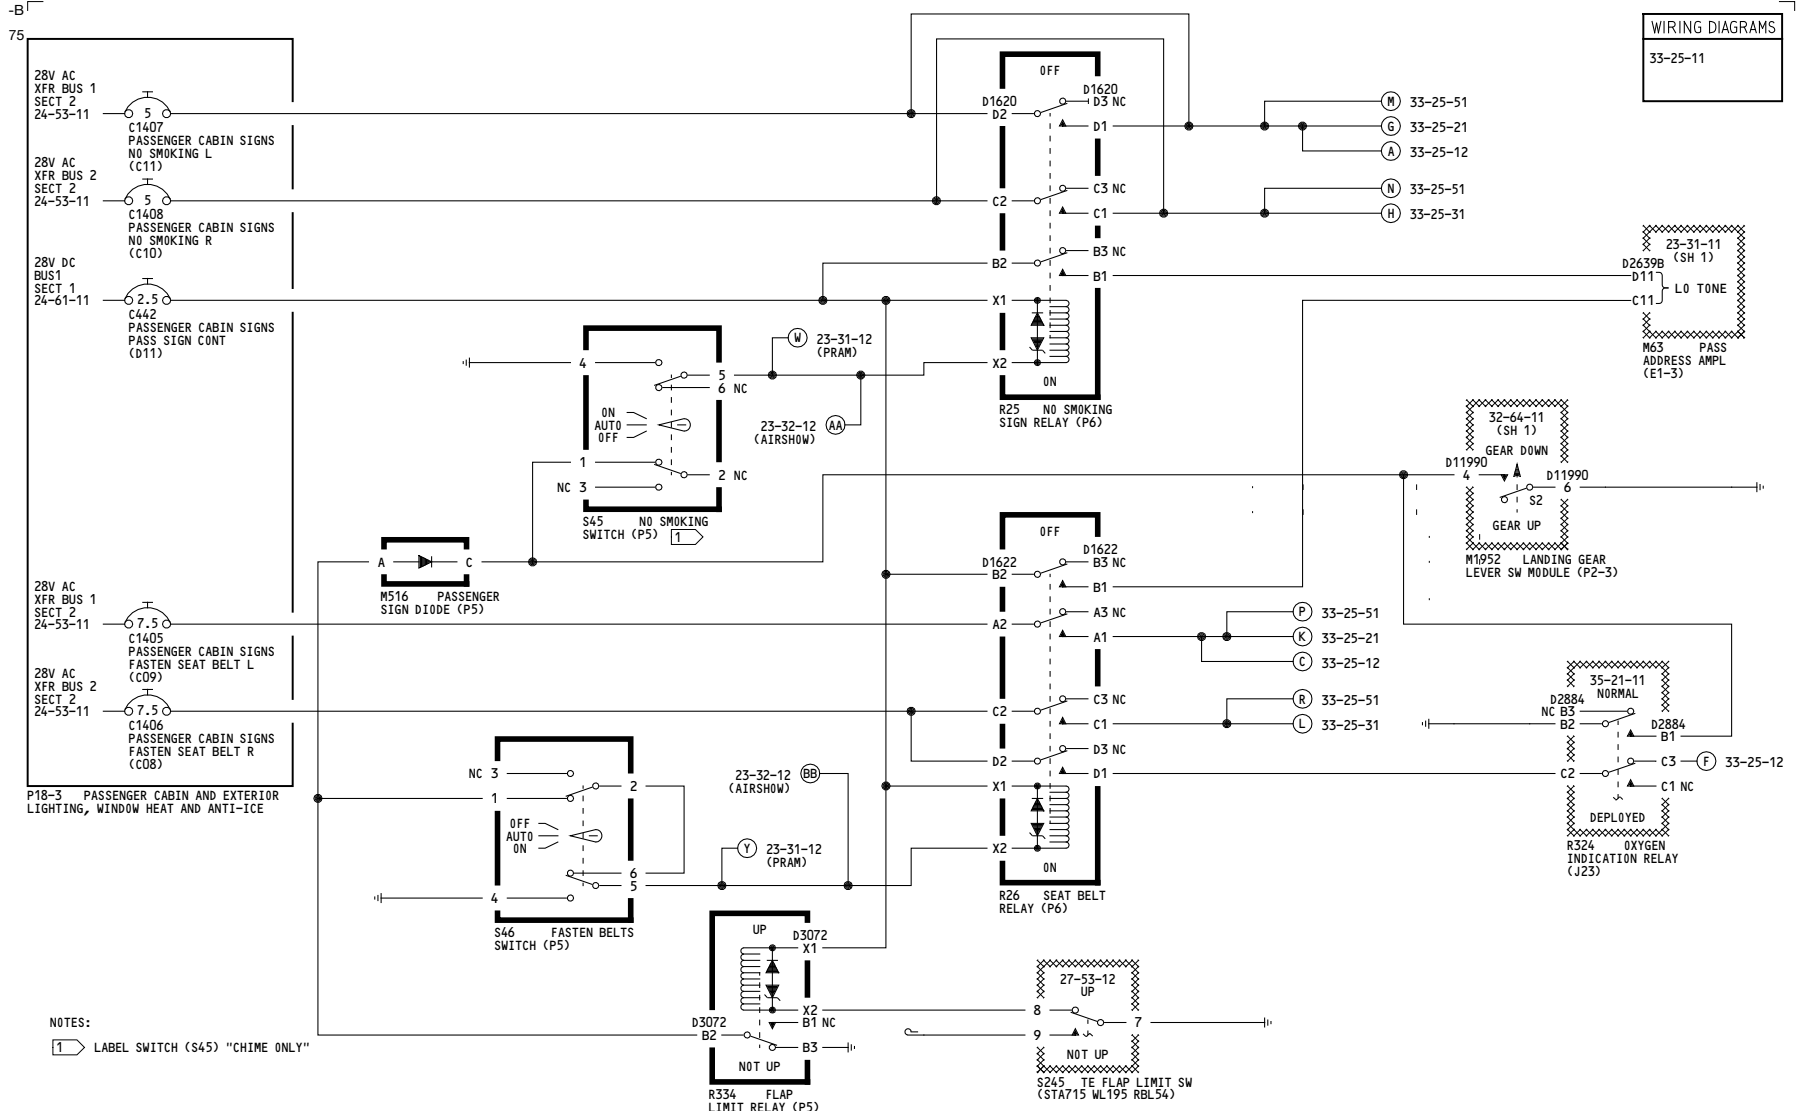 -B
75
WIRING DIAGRAMS
33-25-11
28V AC
XFR BUS 1
SECT 2
24-53-11
5
C1407
PASSENGER CABIN SIGNS
NO SMOKING L
(C11)
28V AC
XFR BUS 2
SECT 2
24-53-11
5
C1408
PASSENGER CABIN SIGNS
NO SMOKING R
(C10)
28V DC
BUS1
SECT 1
24-61-11
2.5
C442
PASSENGER CABIN SIGNS
PASS SIGN CONT
(D11)
28V AC
XFR BUS 1
SECT 2
24-53-11
7.5
C1405
PASSENGER CABIN SIGNS
FASTEN SEAT BELT L
(C09)
28V AC
XFR BUS 2
SECT 2
24-53-11
7.5
C1406
PASSENGER CABIN SIGNS
FASTEN SEAT BELT R
(C08)
P18-3 PASSENGER CABIN AND EXTERIOR
LIGHTING, WINDOW HEAT AND ANTI-ICE
OFF
D1620
D1620
D2
D3 NC
D1
C3 NC
C2
C1
B3 NC
B2
B1
X1
X2
ON
R25 NO SMOKING
SIGN RELAY (P6)
M 33-25-51
G 33-25-21
A 33-25-12
N 33-25-51
H 33-25-31
23-31-11
(SH 1)
D2639B
D11
LO TONE
C11
M63 PASS
ADDRESS AMPL
(E1-3)
4
5
6 NC
ON
AUTO
OFF
1
2 NC
NC 3
S45 NO SMOKING
SWITCH (P5) 1
W 23-31-12
(PRAM)
23-32-12 AA
(AIRSHOW)
A
C
M516 PASSENGER
SIGN DIODE (P5)
32-64-11
(SH 1)
GEAR DOWN
D11990
4
D11990
6
S2
GEAR UP
M1952 LANDING GEAR
LEVER SW MODULE (P2-3)
OFF
D1622
D1622
B3 NC
B2
B1
A3 NC
A2
A1
C3 NC
C2
C1
D3 NC
D2
D1
X1
X2
ON
R26 SEAT BELT
RELAY (P6)
P 33-25-51
K 33-25-21
C 33-25-12
R 33-25-51
L 33-25-31
35-21-11
NORMAL
D2884
NC B3
B2
D2884
B1
C3 F 33-25-12
C2
C1 NC
DEPLOYED
R324 OXYGEN
INDICATION RELAY
(J23)
NC 3
2
1
OFF
AUTO
ON
6
5
4
S46 FASTEN BELTS
SWITCH (P5)
23-32-12 BB
(AIRSHOW)
Y 23-31-12
(PRAM)
UP
D3072
X1
X2
B1 NC
D3072
B2
B3
NOT UP
R334 FLAP
LIMIT RELAY (P5)
27-53-12
UP
8
7
9
NOT UP
S245 TE FLAP LIMIT SW
(STA715 WL195 RBL54)
NOTES:
1 LABEL SWITCH (S45) "CHIME ONLY"